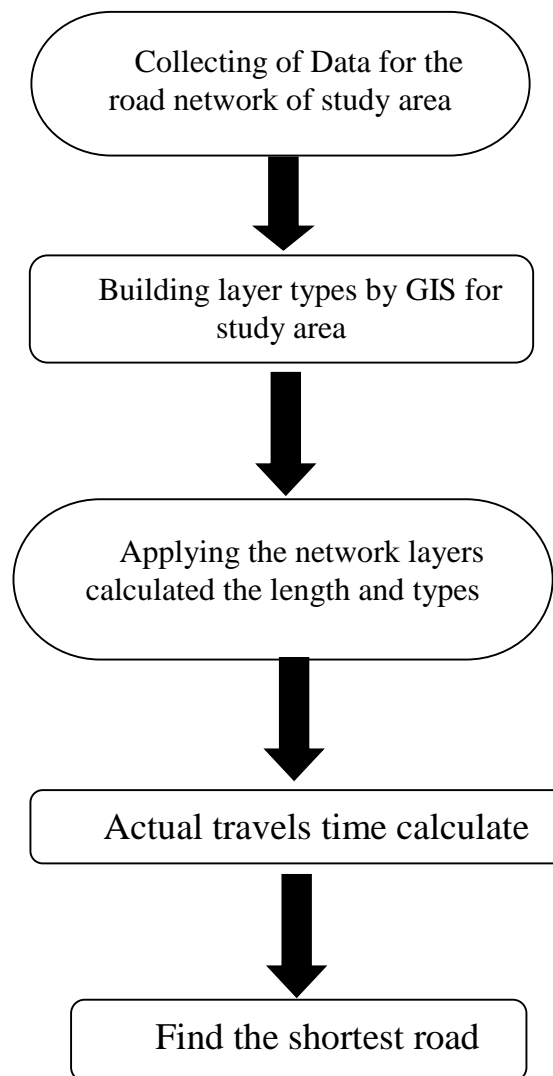 Collecting of Data for the
road network of study area
Building layer types by GIS for
study area
Applying the network layers
calculated the length and types
Actual travels time calculate
Find the shortest road